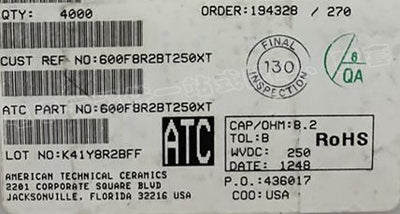 QTY: 4000
ORDER:194328 / 270
CUST REF NO:600F8R2BT250XT
FINAL
130
INSPECTION
6
QA
ATC PART NO:600F8R2BT250XT
ATC
CAP/OHM:8.2
TOL:B
WVDC: 250
DATE: 1248
RoHS
LOT NO:K41Y8R2BFF
AMERICAN TECHNICAL CERAMICS
2201 CORPORATE SQUARE BLVD
JACKSONVILLE, FLORIDA 32216 USA
P.O.:436017
COO:USA